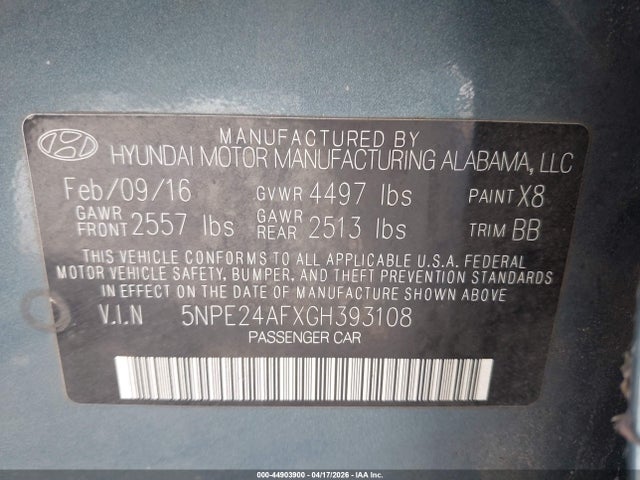 MANUFACTURED BY
HYUNDAI MOTOR MANUFACTURING ALABAMA, LLC
Feb/09/16 GVWR 4497 lbs PAINT X8
GAWR FRONT 2557 lbs GAWR REAR 2513 lbs TRIM BB
THIS VEHICLE CONFORMS TO ALL APPLICABLE U.S.A. FEDERAL
MOTOR VEHICLE SAFETY, BUMPER, AND THEFT PREVENTION STANDARDS
IN EFFECT ON THE DATE OF MANUFACTURE SHOWN ABOVE.
V.I.N 5NPE24AFXGH393108
PASSENGER CAR
000-44903900 - 04/17/2026 - IAA Inc.